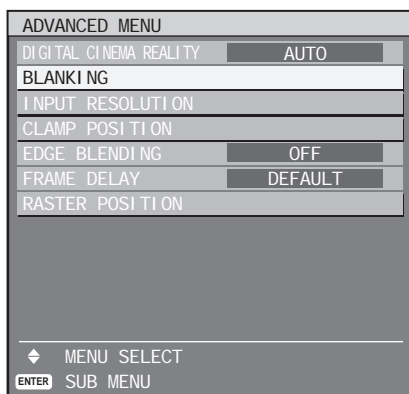 ADVANCED MENU
DIGITAL CINEMA REALITY AUTO
BLANKING
INPUT RESOLUTION
CLAMP POSITION
EDGE BLENDING OFF
FRAME DELAY DEFAULT
RASTER POSITION
MENU SELECT
ENTER SUB MENU